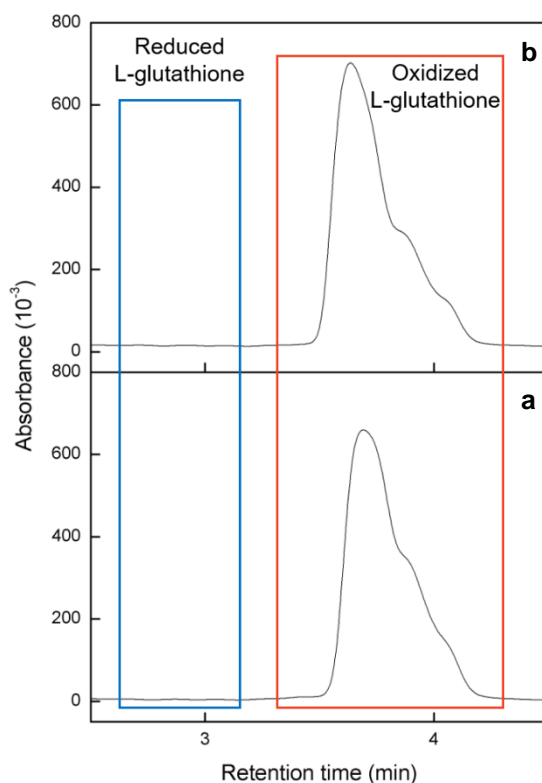 800
Reduced
L-glutathione
Oxidized
L-glutathione
b
600
400
200
0
800
a
600
400
200
0
3
4
Absorbance (10⁻³)
Retention time (min)